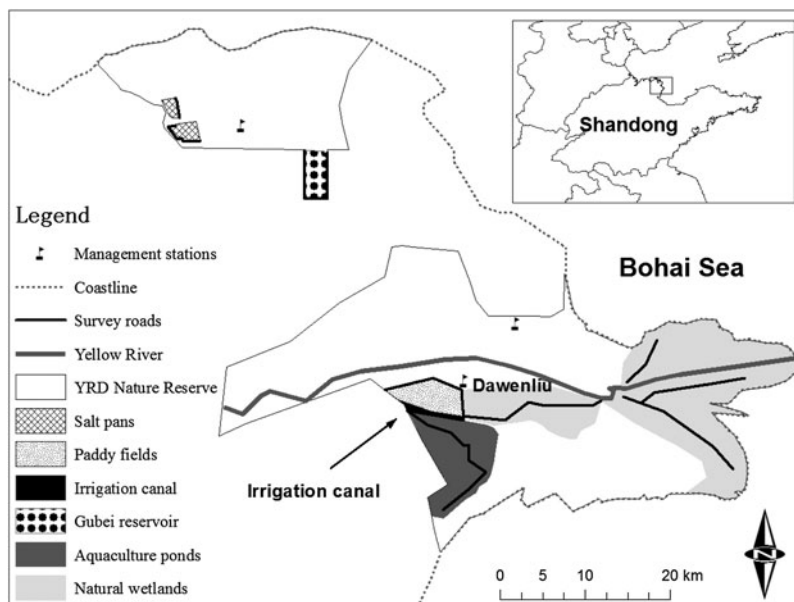 Shandong
Bohai Sea
Legend
Management stations
Coastline
Survey roads
Yellow River
YRD Nature Reserve
Salt pans
Paddy fields
Irrigation canal
Gubei reservoir
Aquaculture ponds
Natural wetlands
Dawenliu
Irrigation canal
N
0 5 10 20 km